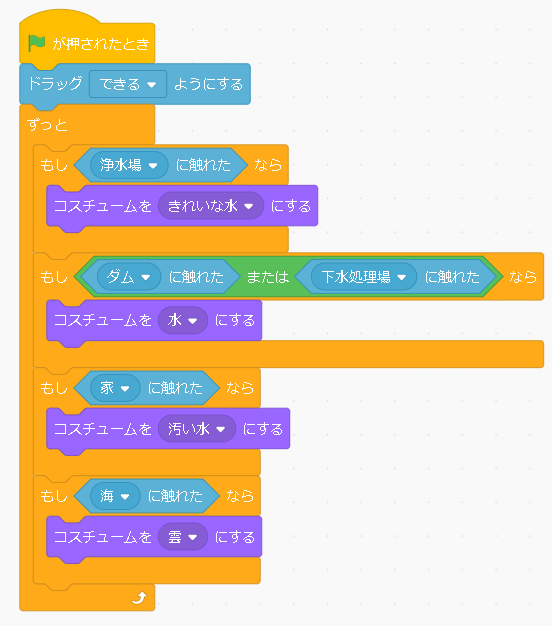 が押されたとき
ドラッグ できる ようにする
ずっと
もし 浄水場 に触れた なら
コスチュームを きれいな水 にする
もし ダム に触れた または 下水処理場 に触れた なら
コスチュームを 水 にする
もし 家 に触れた なら
コスチュームを 汚い水 にする
もし 海 に触れた なら
コスチュームを 雲 にする